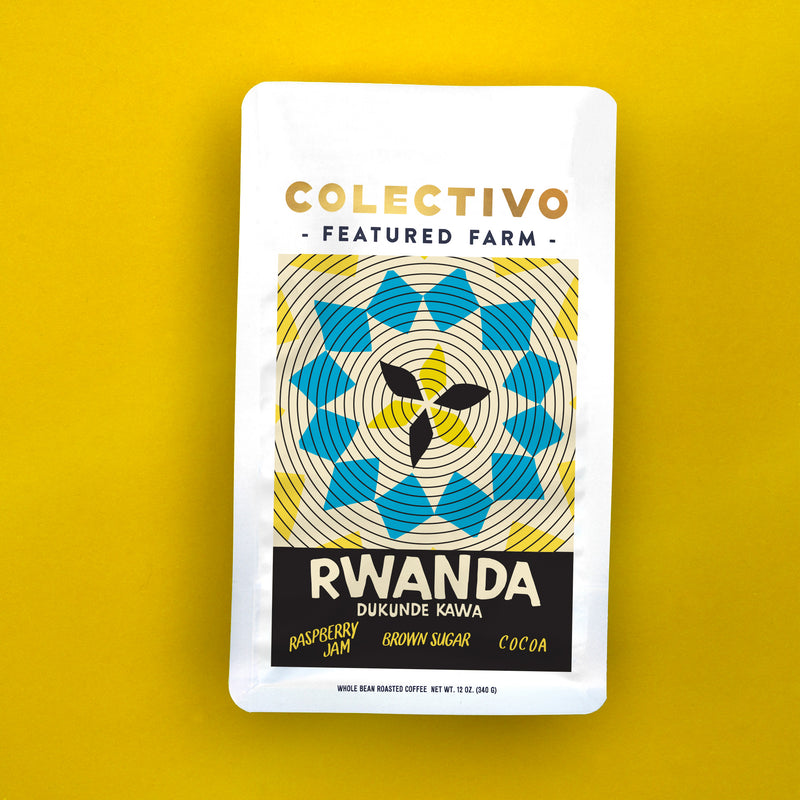 COLECTIVO®
- FEATURED FARM -
RWANDA
DUKUNDE KAWA
RASPBERRY
JAM
BROWN SUGAR
COCOA
WHOLE BEAN ROASTED COFFEE NET WT. 12 OZ. (340 G)